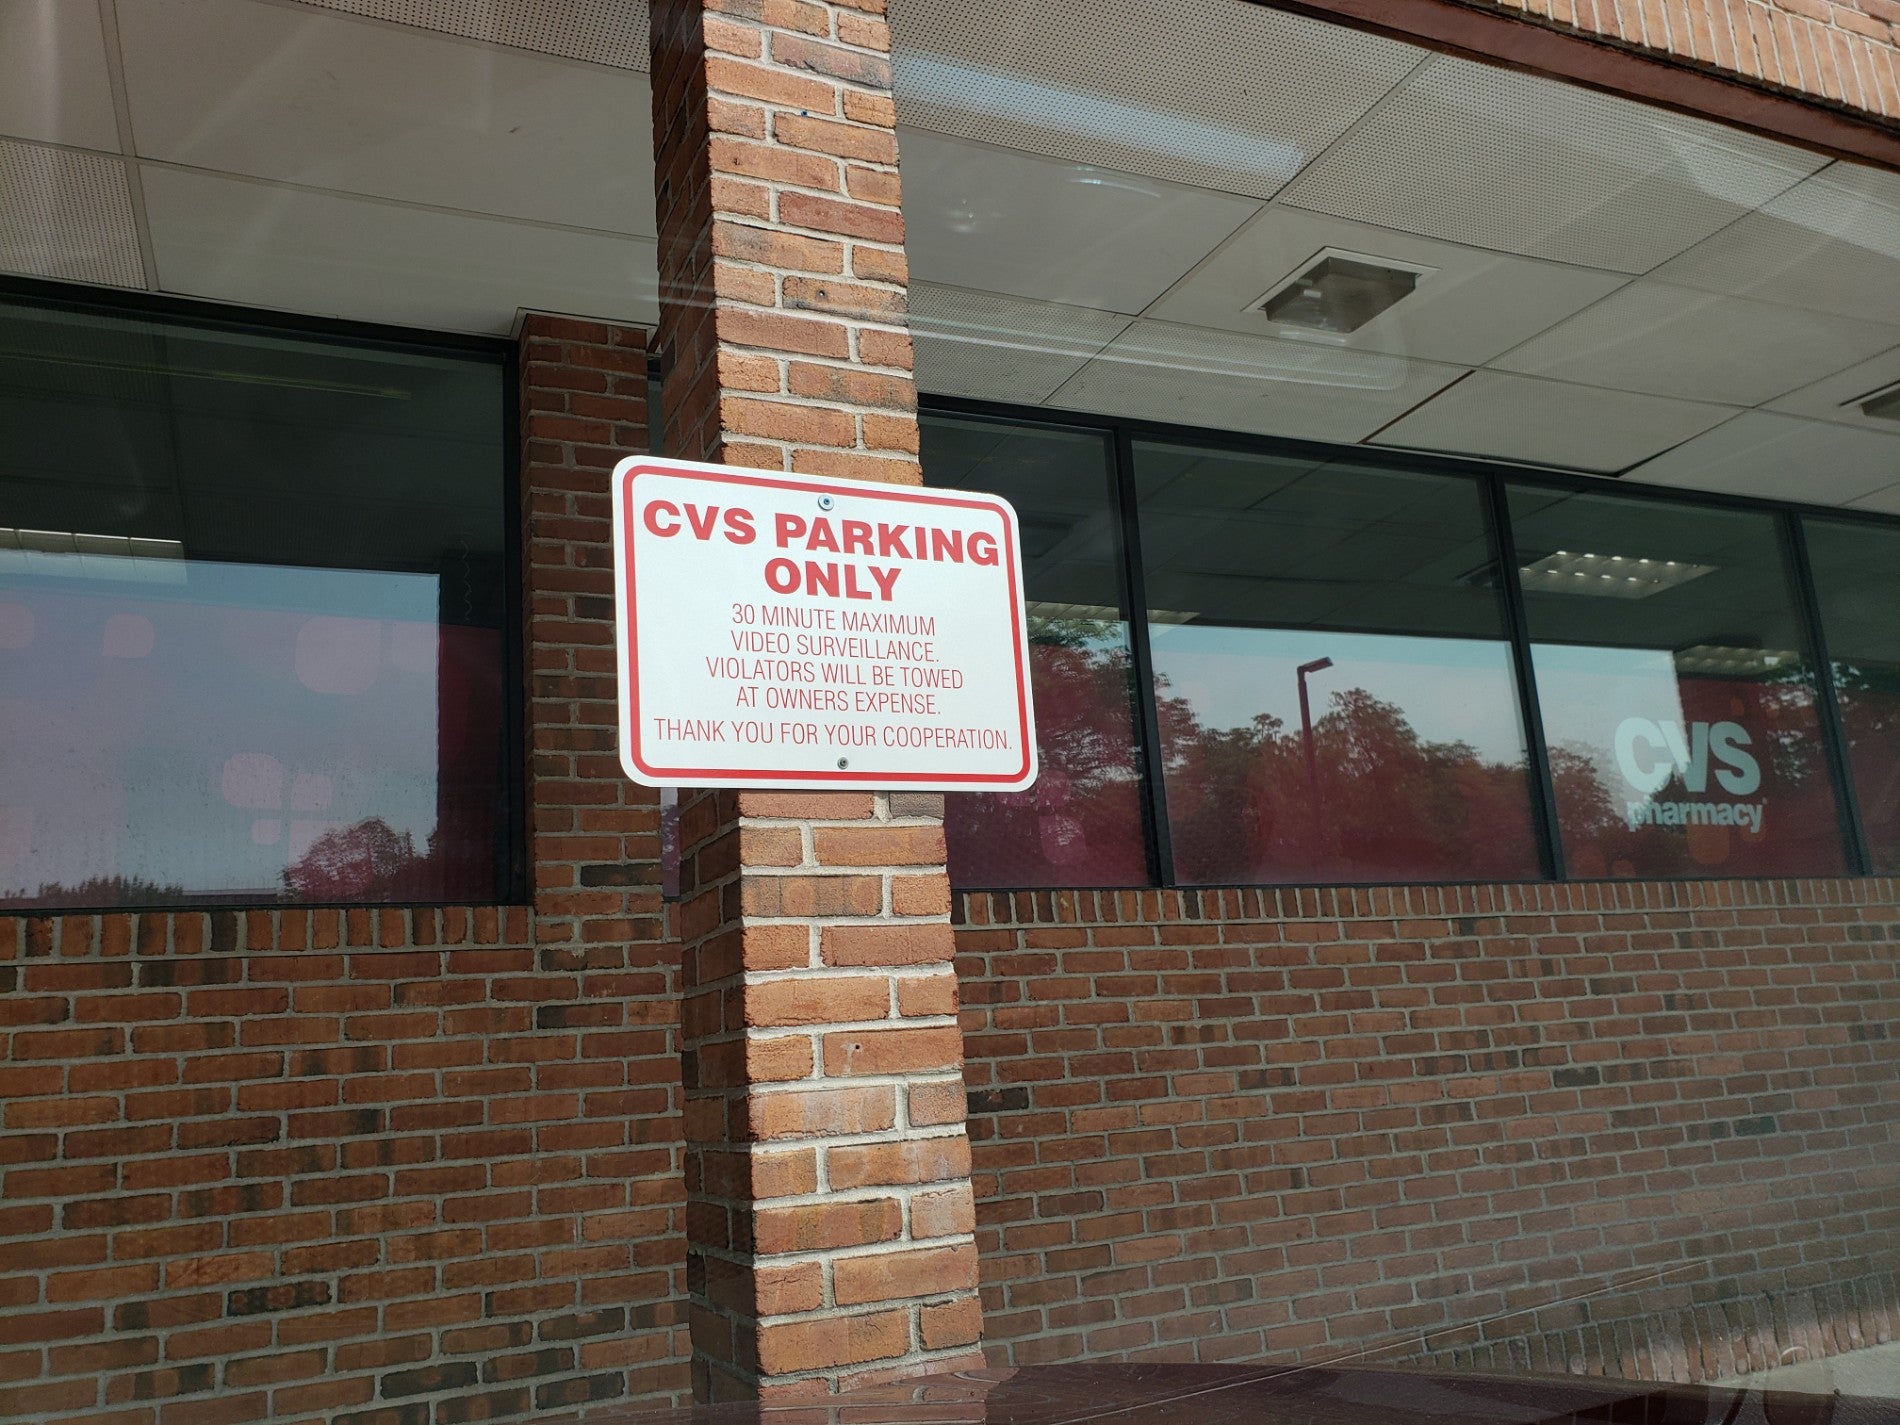 CVS PARKING
ONLY
30 MINUTE MAXIMUM
VIDEO SURVEILLANCE.
VIOLATORS WILL BE TOWED
AT OWNERS EXPENSE.
THANK YOU FOR YOUR COOPERATION.
CVS
pharmacy